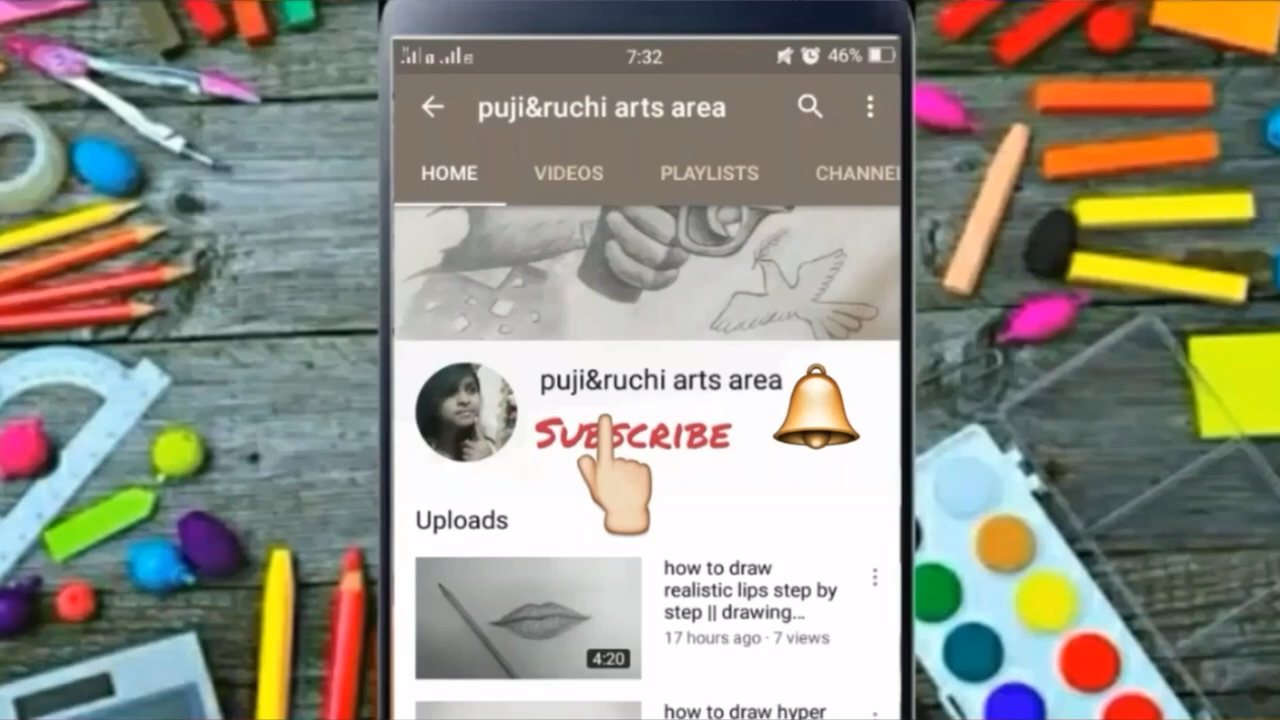 7:32
46%
puji&ruchi arts area
HOME VIDEOS PLAYLISTS CHANNEL
puji&ruchi arts area
SUBSCRIBE
Uploads
how to draw
realistic lips step by
step || drawing...
17 hours ago · 7 views
4:20
how to draw hyper